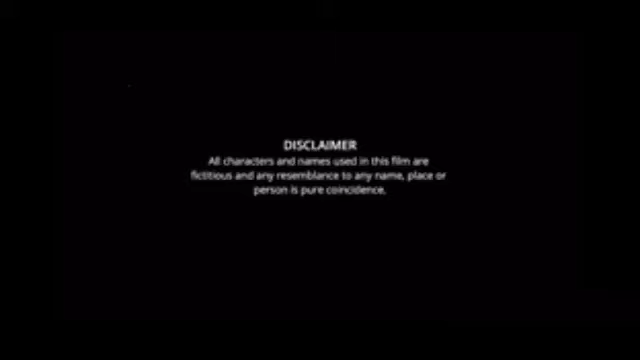 DISCLAIMER
All characters and names used in this film are
fictitious and any resemblance to any name, place or
person is pure coincidence.